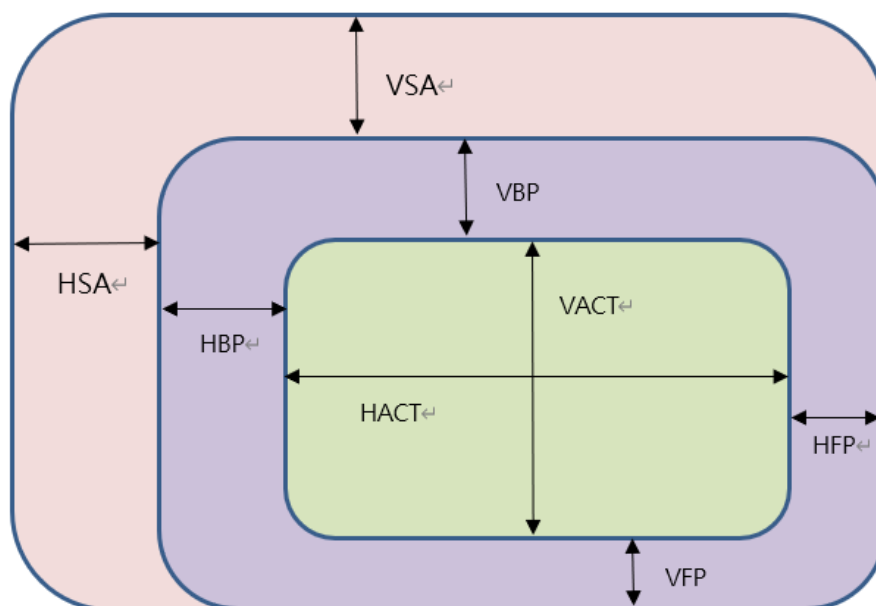 VSA↵
VBP
HSA↵
VACT↵
HBP↵
HACT↵
HFP↵
VFP